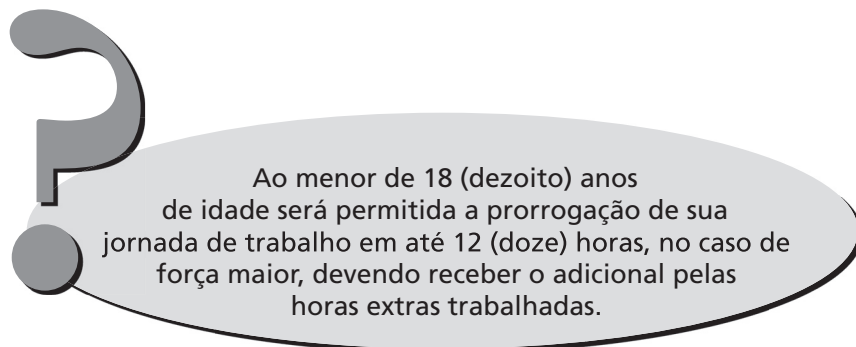 Ao menor de 18 (dezoito) anos
de idade será permitida a prorrogação de sua
jornada de trabalho em até 12 (doze) horas, no caso de
força maior, devendo receber o adicional pelas
horas extras trabalhadas.